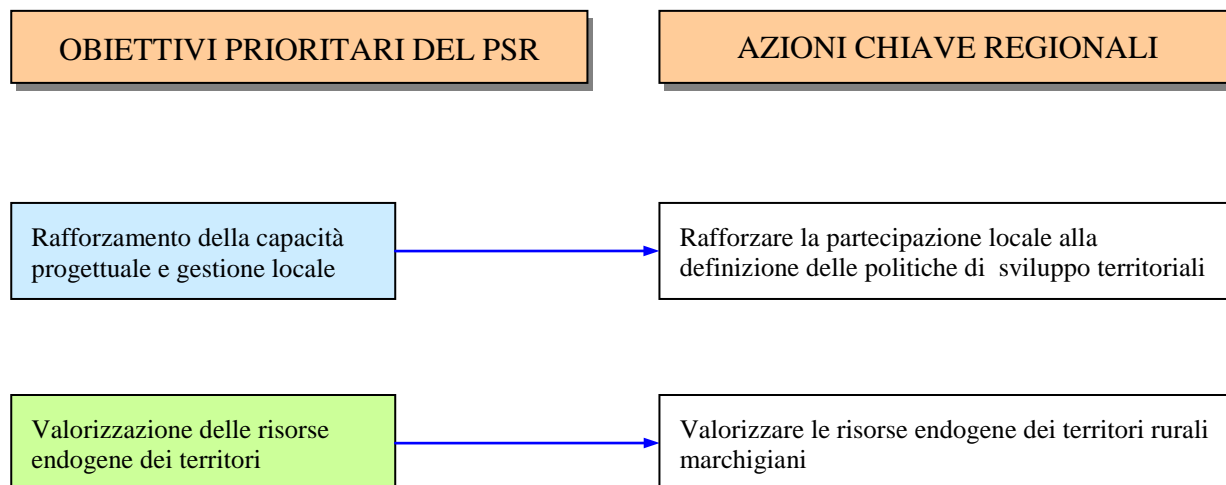 OBIETTIVI PRIORITARI DEL PSR
AZIONI CHIAVE REGIONALI
Rafforzamento della capacità
progettuale e gestione locale
Rafforzare la partecipazione locale alla
definizione delle politiche di sviluppo territoriali
Valorizzazione delle risorse
endogene dei territori
Valorizzare le risorse endogene dei territori rurali
marchigiani